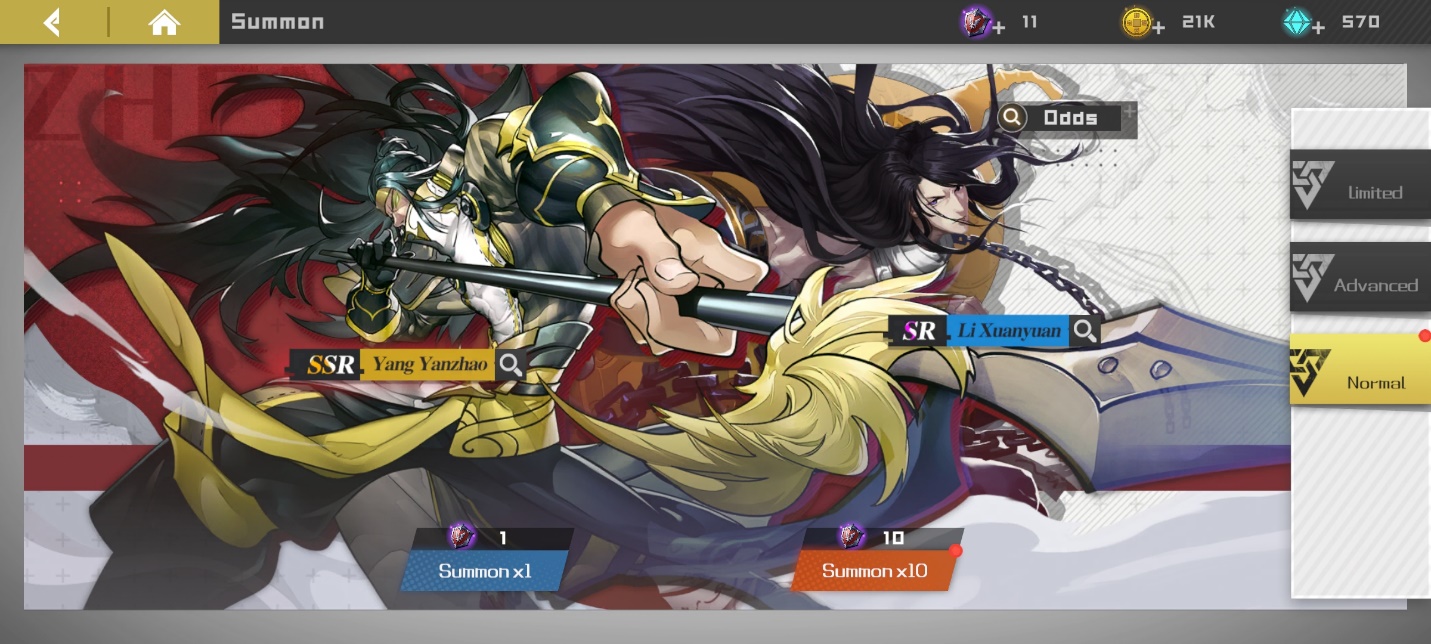 Summon
11
21K
570
ZHI
Odds
Limited
Advanced
Normal
SR Li Xuanyuan
SSR Yang Yanzhao
1
Summon x1
10
Summon x10